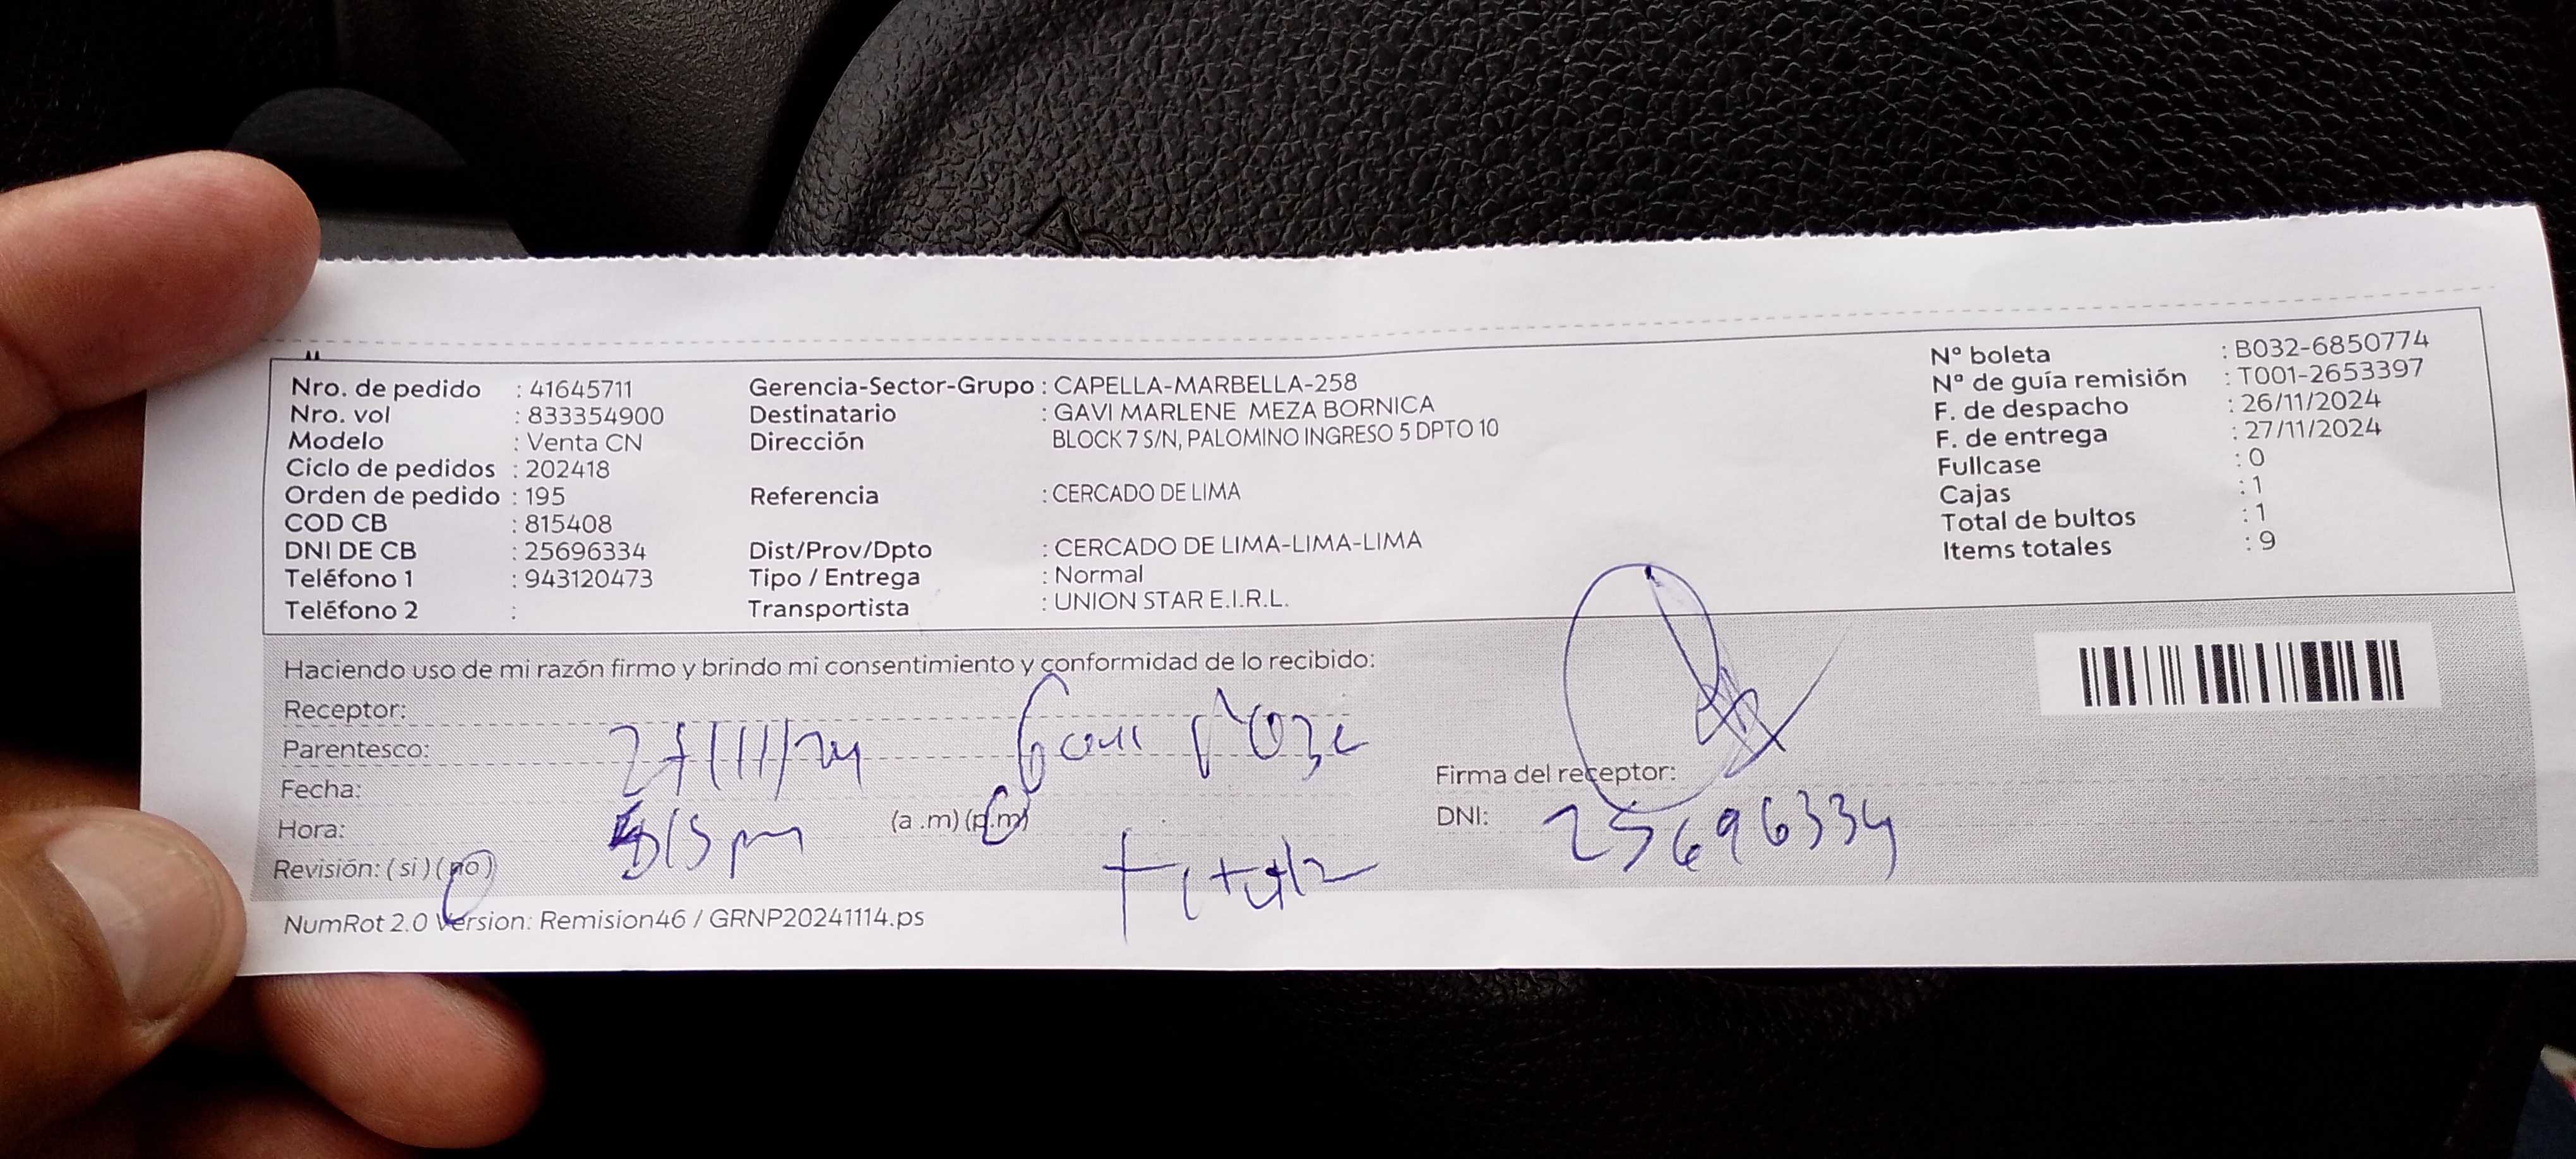 Nro. de pedido : 41645711
Nro. vol : 833354900
Modelo : Venta CN
Ciclo de pedidos : 202418
Orden de pedido : 195
COD CB : 815408
DNI DE CB : 25696334
Teléfono 1 : 943120473
Teléfono 2 :
Gerencia-Sector-Grupo : CAPELLA-MARBELLA-258
Destinatario : GAVI MARLENE MEZA BORNICA
Dirección BLOCK 7 S/N, PALOMINO INGRESO 5 DPTO 10
Referencia : CERCADO DE LIMA
Dist/Prov/Dpto : CERCADO DE LIMA-LIMA-LIMA
Tipo / Entrega : Normal
Transportista : UNION STAR E.I.R.L.
Nº boleta : B032-6850774
Nº de guía remisión : T001-2653397
F. de despacho : 26/11/2024
F. de entrega : 27/11/2024
Fullcase : 0
Cajas : 1
Total de bultos : 1
Items totales : 9
Haciendo uso de mi razón firmo y brindo mi consentimiento y conformidad de lo recibido:
Receptor:
Parentesco:
Fecha: 27/11/24
Hora: (a.m) (p.m)
Revisión: ( si ) ( no )
Firma del receptor:
DNI: 25696334
NumRot 2.0 Version: Remision46 / GRNP20241114.ps